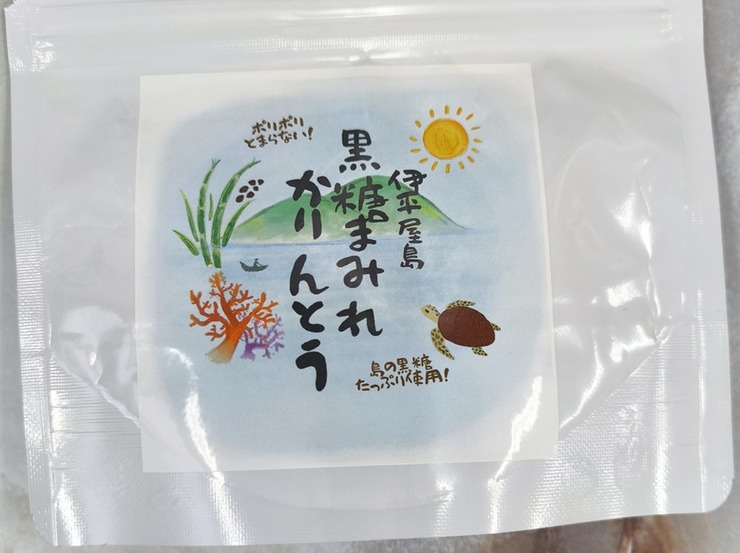 ポリポリ
とまらない!
伊平屋島
黒糖まみれ
かりんとう
島の黒糖
たっぷり使用!